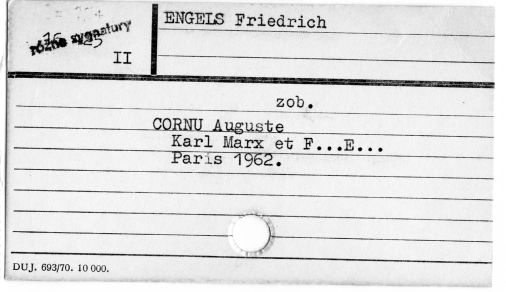 ENGELS Friedrich
różne sygnatury
II
zob.
CORNU Auguste
Karl Marx et F...E...
Paris 1962.
DUJ. 693/70. 10 000.